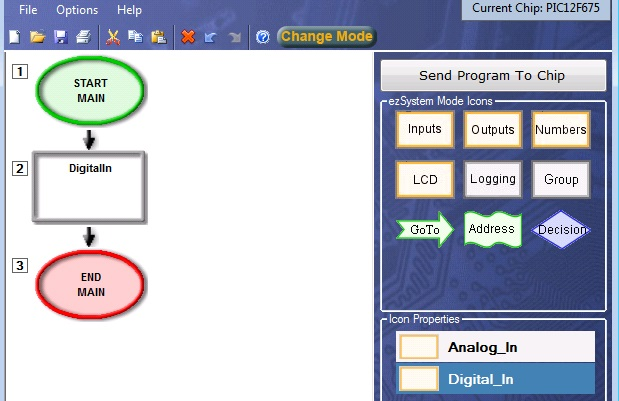 File Options Help
Current Chip: PIC12F675
Change Mode
1
START
MAIN
2
DigitalIn
3
END
MAIN
Send Program To Chip
ezSystem Mode Icons
Inputs Outputs Numbers
LCD Logging Group
GoTo Address Decision
Icon Properties
Analog_In
Digital_In